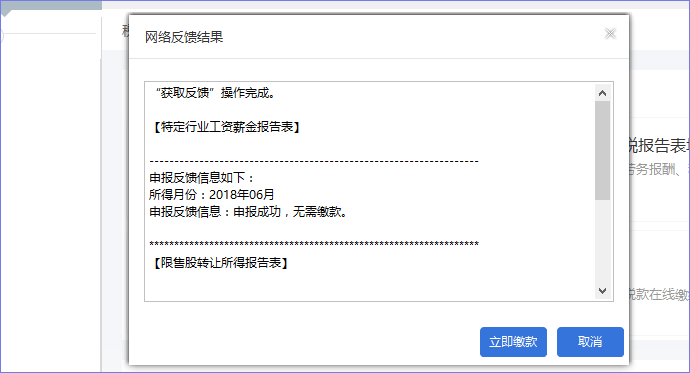 网络反馈结果
“获取反馈”操作完成。
【特定行业工资薪金报告表】
------------------------------------------------------------------
申报反馈信息如下：
所得月份：2018年06月
申报反馈信息：申报成功，无需缴款。
******************************************************************
【限售股转让所得报告表】
税报告表填
劳务报酬、
税款在线缴
立即缴款
取消